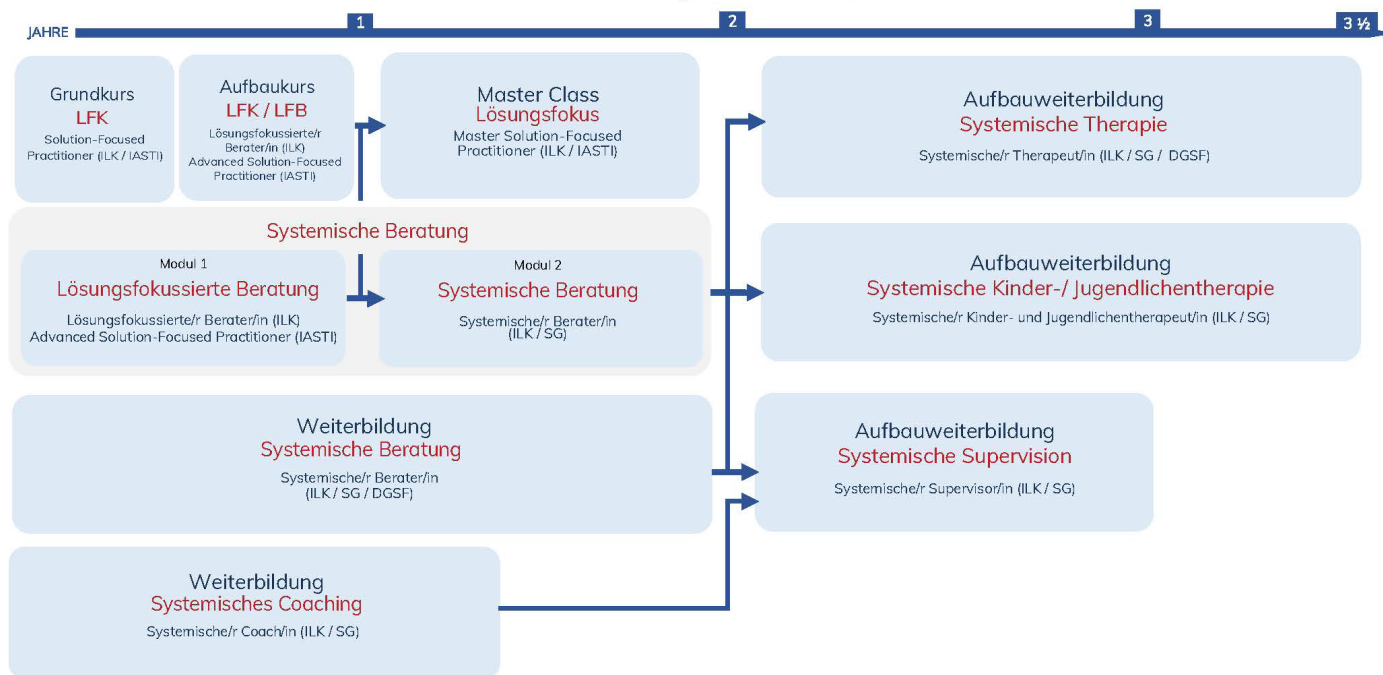 JAHRE
1
2
3
3 ½
Grundkurs
LFK
Solution-Focused
Practitioner (ILK / IASTI)
Aufbaukurs
LFK / LFB
Lösungsfokussierte/r
Berater/in (ILK)
Advanced Solution-Focused
Practitioner (IASTI)
Master Class
Lösungsfokus
Master Solution-Focused
Practitioner (ILK / IASTI)
Aufbauweiterbildung
Systemische Therapie
Systemische/r Therapeut/in (ILK / SG / DGSF)
Systemische Beratung
Modul 1
Lösungsfokussierte Beratung
Lösungsfokussierte/r Berater/in (ILK)
Advanced Solution-Focused Practitioner (IASTI)
Modul 2
Systemische Beratung
Systemische/r Berater/in
(ILK / SG)
Aufbauweiterbildung
Systemische Kinder-/ Jugendlichentherapie
Systemische/r Kinder- und Jugendlichentherapeut/in (ILK / SG)
Weiterbildung
Systemische Beratung
Systemische/r Berater/in
(ILK / SG / DGSF)
Aufbauweiterbildung
Systemische Supervision
Systemische/r Supervisor/in (ILK / SG)
Weiterbildung
Systemisches Coaching
Systemische/r Coach/in (ILK / SG)